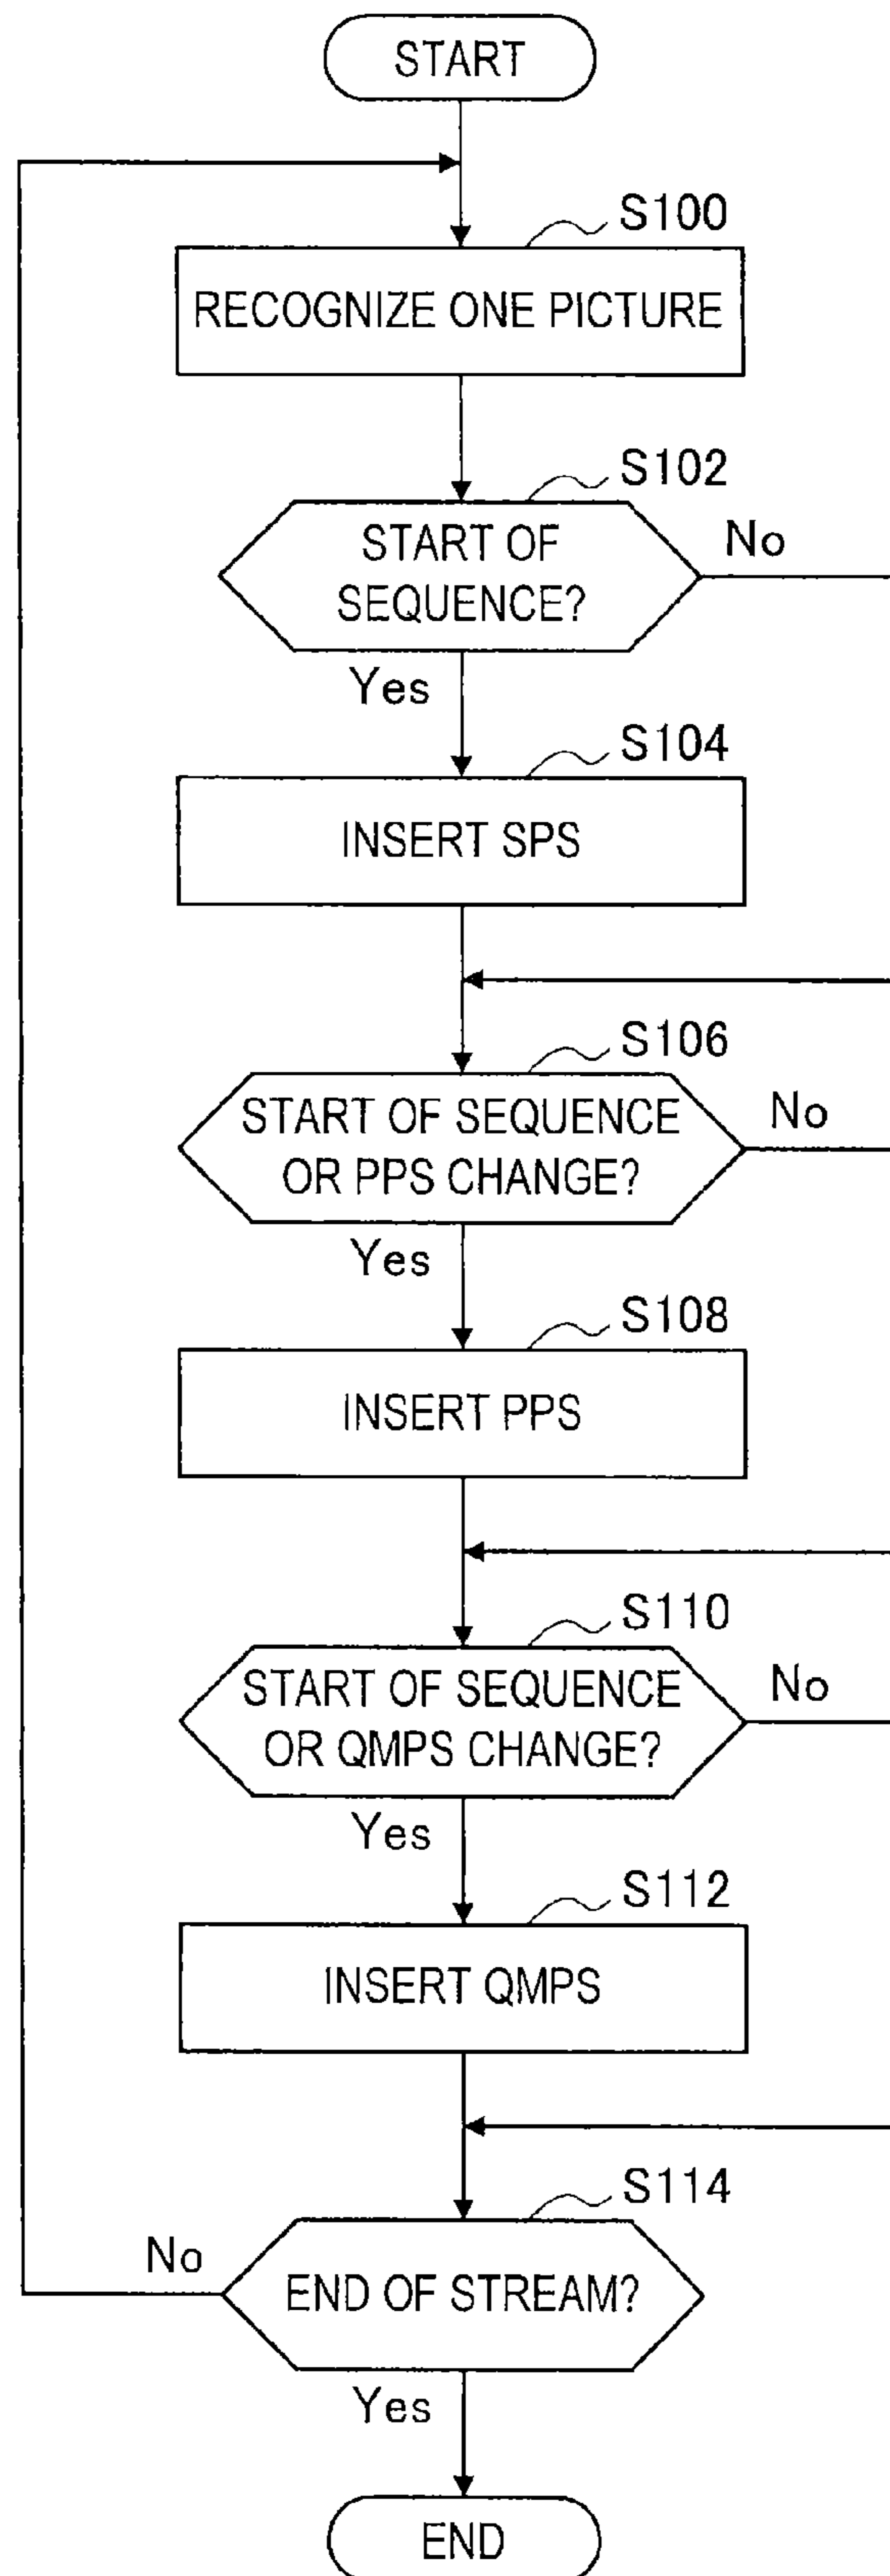 START
S100
RECOGNIZE ONE PICTURE
S102
START OF
SEQUENCE?
No
Yes
S104
INSERT SPS
S106
START OF SEQUENCE
OR PPS CHANGE?
No
Yes
S108
INSERT PPS
S110
START OF SEQUENCE
OR QMPS CHANGE?
No
Yes
S112
INSERT QMPS
S114
No
END OF STREAM?
Yes
END